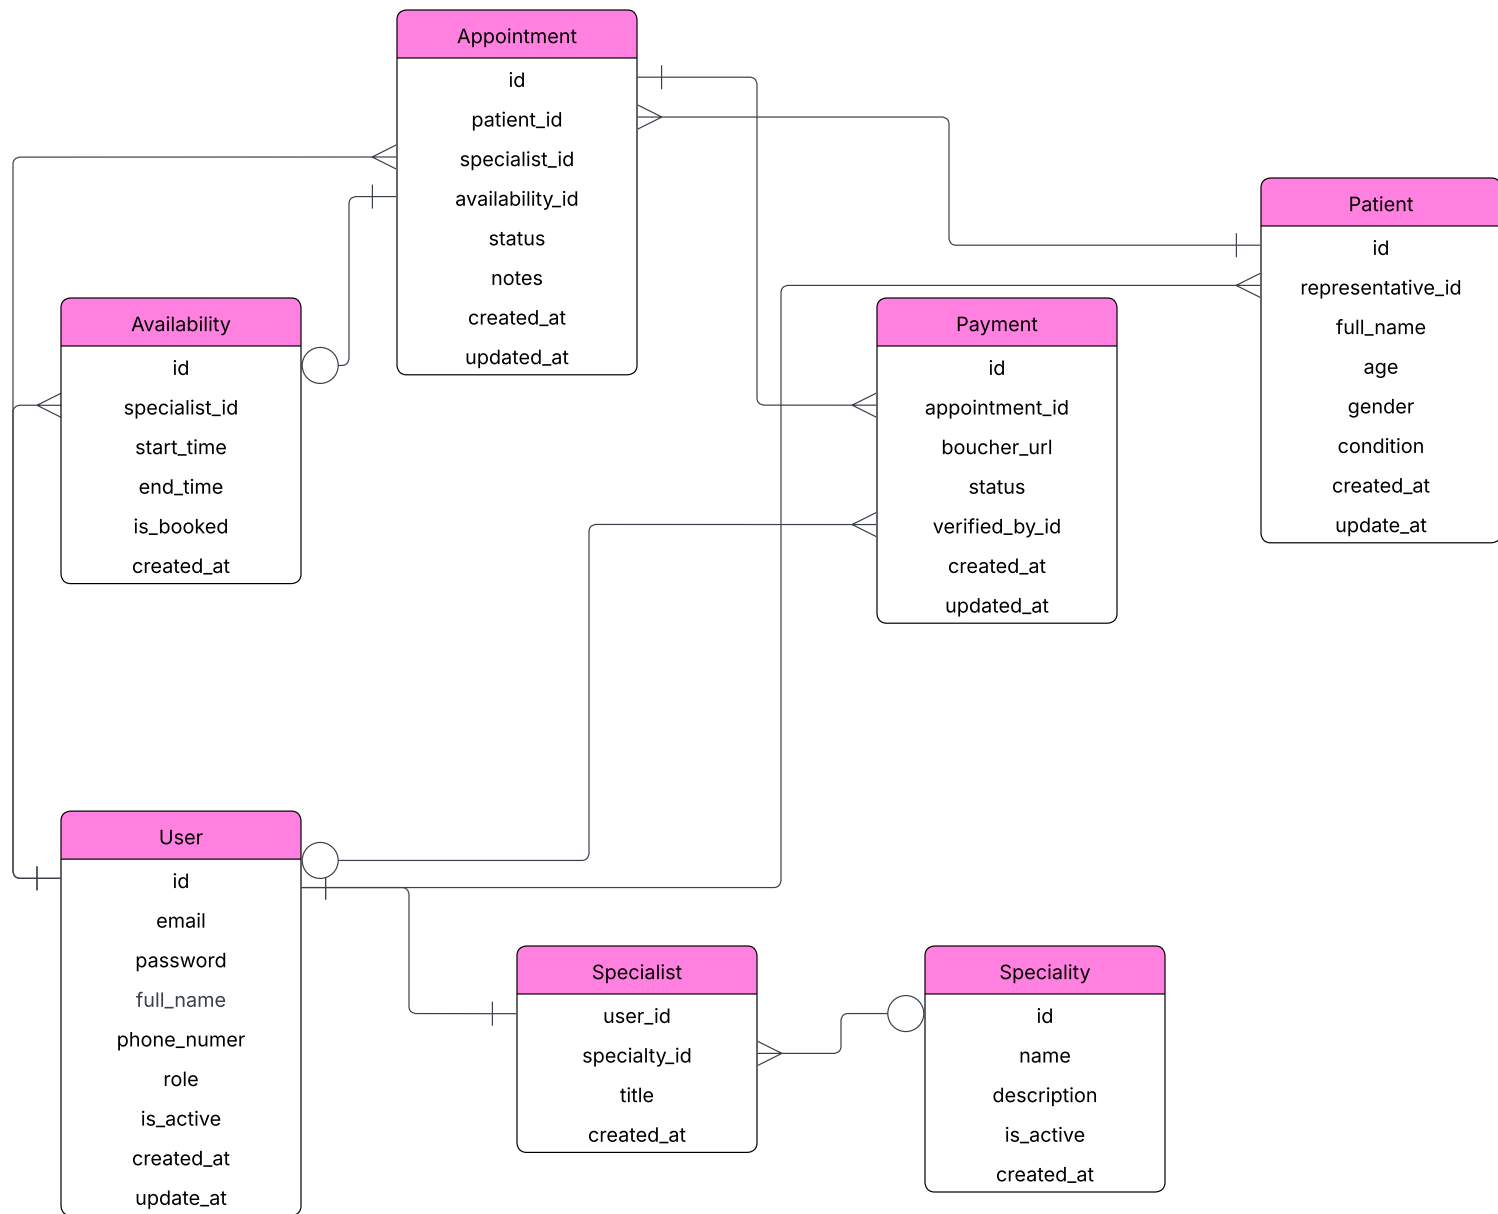 Appointment
id
patient_id
specialist_id
availability_id
status
notes
created_at
updated_at
Patient
id
representative_id
full_name
age
gender
condition
created_at
update_at
Availability
id
specialist_id
start_time
end_time
is_booked
created_at
Payment
id
appointment_id
boucher_url
status
verified_by_id
created_at
updated_at
User
id
email
password
full_name
phone_numer
role
is_active
created_at
update_at
Specialist
user_id
specialty_id
title
created_at
Speciality
id
name
description
is_active
created_at